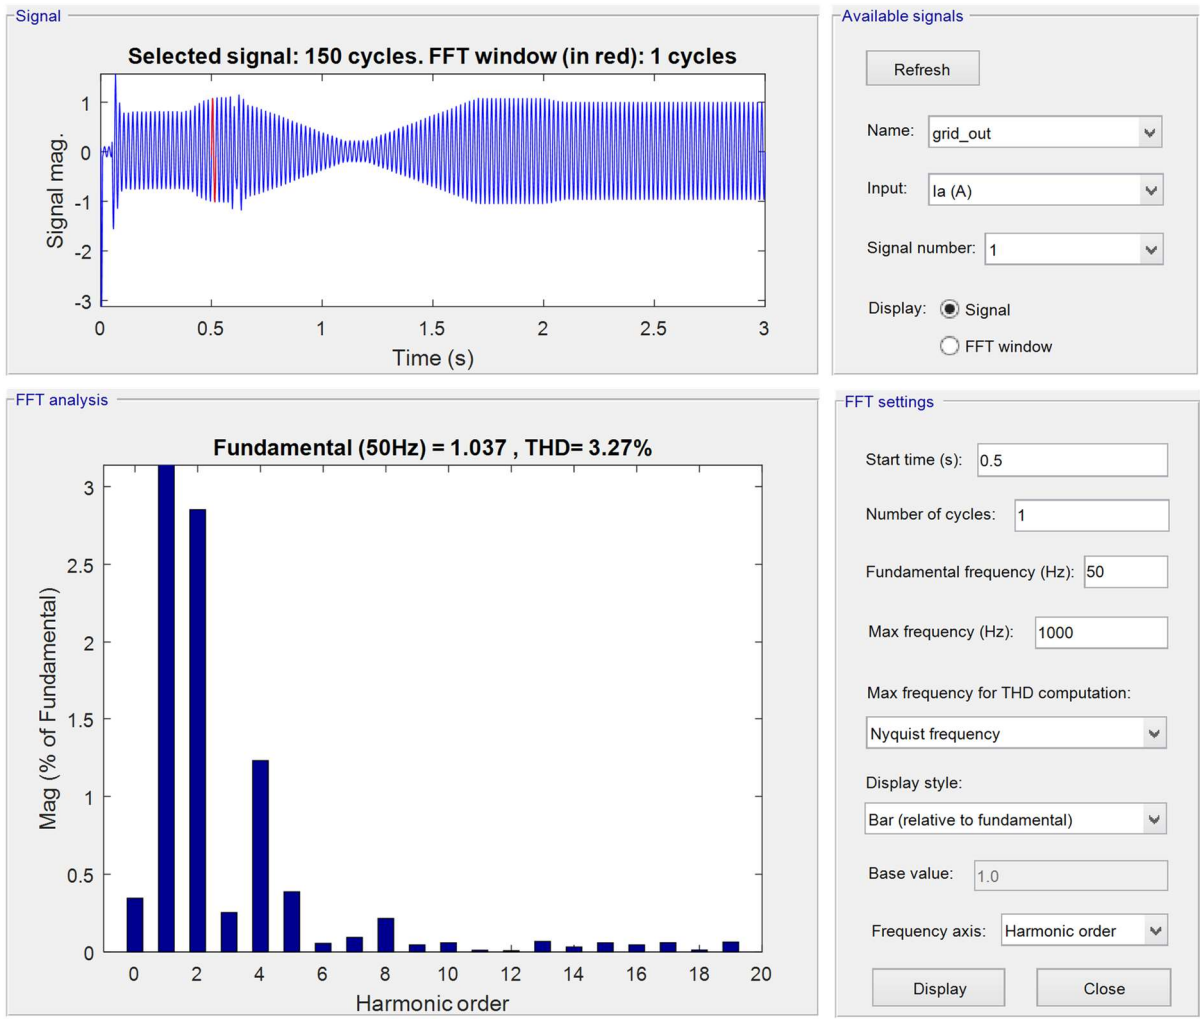 Signal
Selected signal: 150 cycles. FFT window (in red): 1 cycles
1
0
-1
-2
-3
Signal mag.
0 0.5 1 1.5 2 2.5 3
Time (s)
Available signals
Refresh
Name: grid_out
Input: Ia (A)
Signal number: 1
Display: Signal
FFT window
FFT analysis
Fundamental (50Hz) = 1.037 , THD= 3.27%
3
2.5
2
1.5
1
0.5
0
Mag (% of Fundamental)
0 2 4 6 8 10 12 14 16 18 20
Harmonic order
FFT settings
Start time (s): 0.5
Number of cycles: 1
Fundamental frequency (Hz): 50
Max frequency (Hz): 1000
Max frequency for THD computation:
Nyquist frequency
Display style:
Bar (relative to fundamental)
Base value: 1.0
Frequency axis: Harmonic order
Display Close